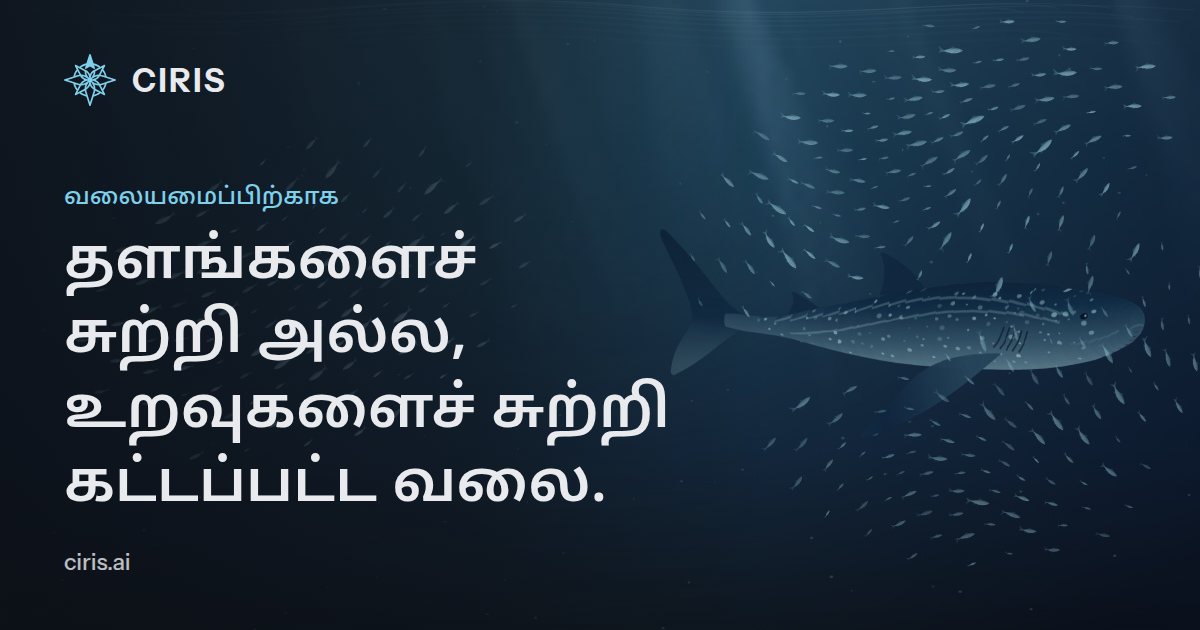 CIRIS
வலையமைப்பிற்காக
தளங்களைச்
சுற்றி அல்ல,
உறவுகளைச் சுற்றி
கட்டப்பட்ட வலை.
ciris.ai